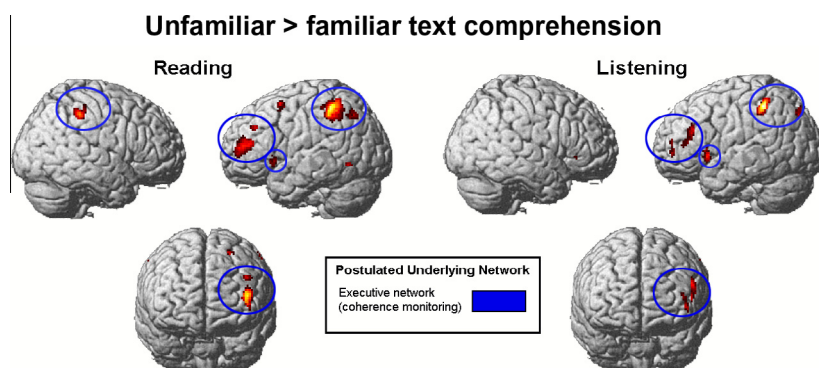 Unfamiliar > familiar text comprehension
Reading
Listening
Postulated Underlying Network
Executive network
(coherence monitoring)